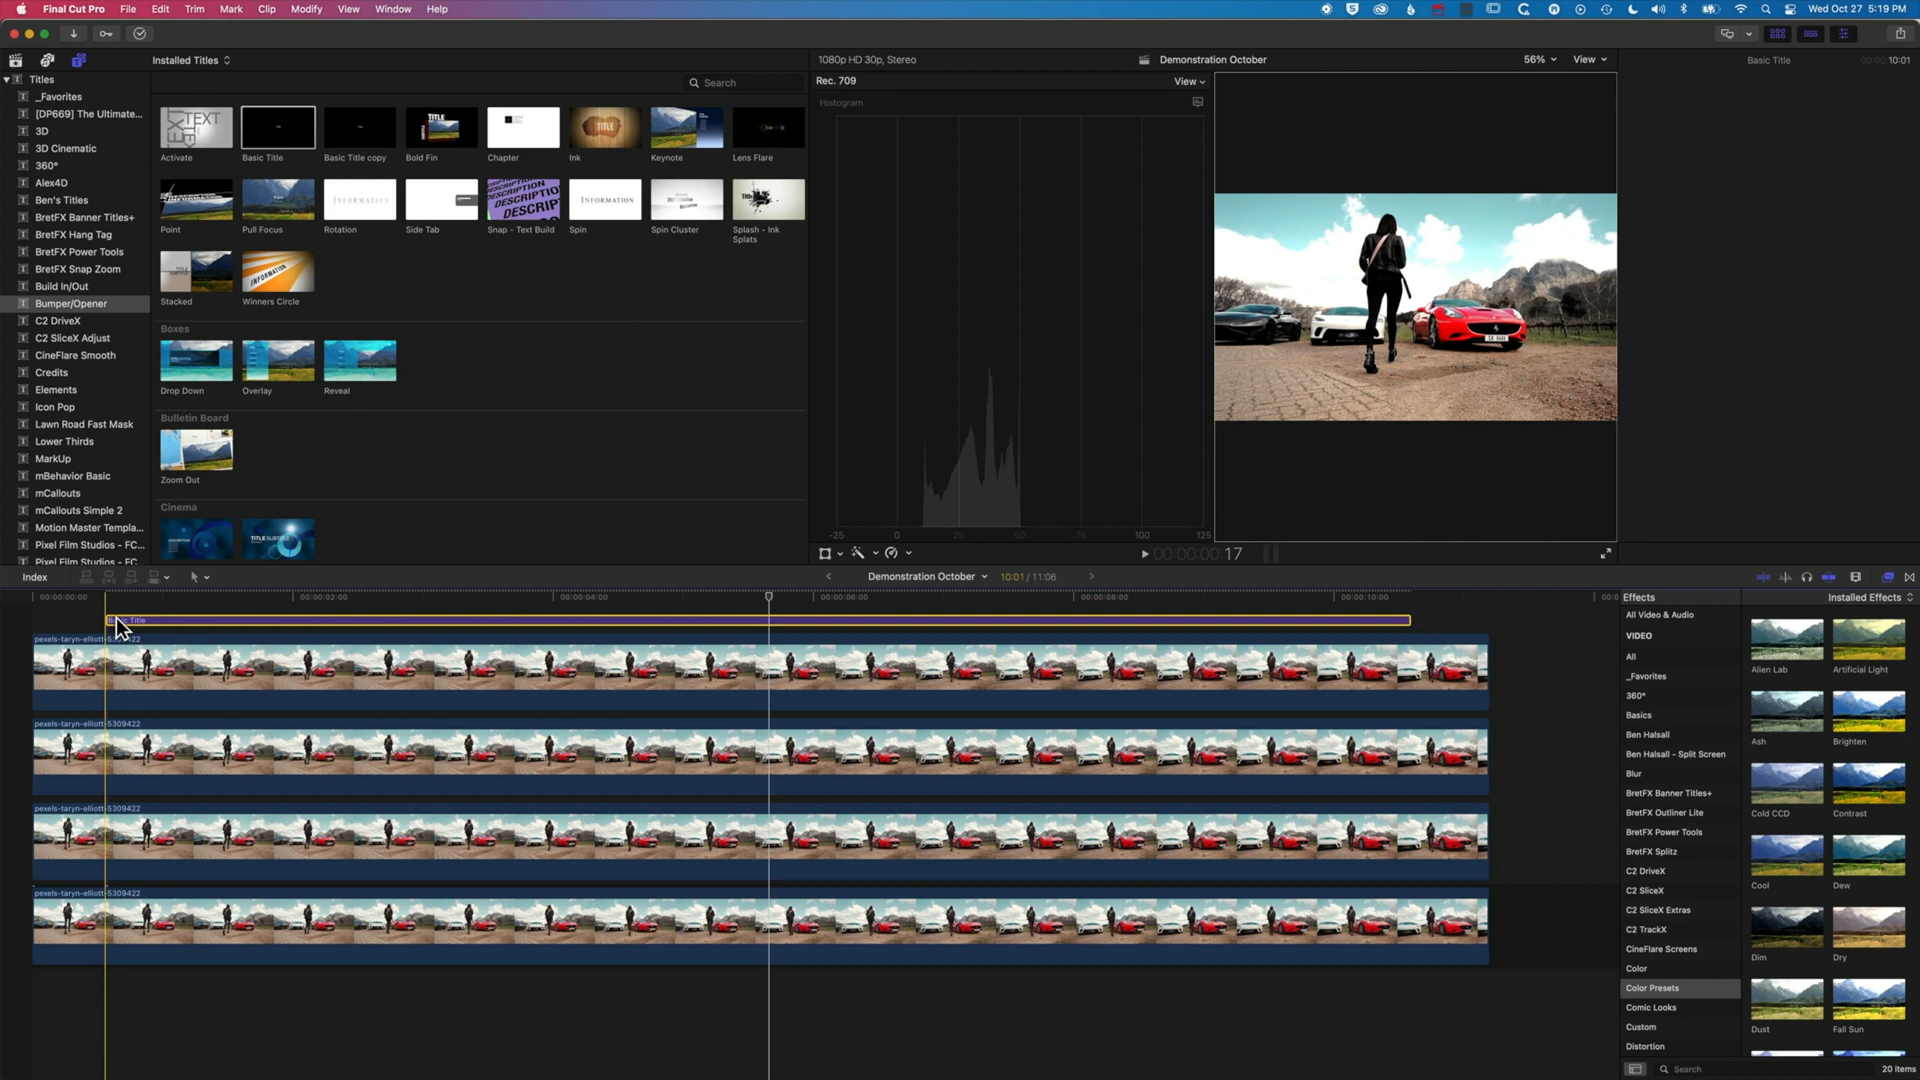 Final Cut Pro File Edit Trim Mark Clip Modify View Window Help
Wed Oct 27 5:19 PM
Installed Titles
1080p HD 30p, Stereo
Demonstration October
56% View
Basic Title
10:01
Titles
_Favorites
[DP669] The Ultimate...
3D
3D Cinematic
360°
Alex4D
Ben's Titles
BretFX Banner Titles+
BretFX Hang Tag
BretFX Power Tools
BretFX Snap Zoom
Build In/Out
Bumper/Opener
C2 DriveX
C2 SliceX Adjust
CineFlare Smooth
Credits
Elements
Icon Pop
Lawn Road Fast Mask
Lower Thirds
MarkUp
mBehavior Basic
mCallouts
mCallouts Simple 2
Motion Master Templa...
Pixel Film Studios - FC...
Pixel Film Studios - FC
Search
Activate
Basic Title
Basic Title copy
Bold Fin
Chapter
Ink
Keynote
Lens Flare
Point
Pull Focus
Rotation
Side Tab
Snap - Text Build
Spin
Spin Cluster
Splash - Ink
Splats
Stacked
Winners Circle
Boxes
Drop Down
Overlay
Reveal
Bulletin Board
Zoom Out
Cinema
Rec. 709
View
Histogram
-25 0 25 50 75 100 125
00:00:00:17
Index
Demonstration October
10:01 / 11:06
00:00:00:00
00:00:02:00
00:00:04:00
00:00:06:00
00:00:08:00
00:00:10:00
Title
pexels-taryn-elliott-5309422
pexels-taryn-elliott-5309422
pexels-taryn-elliott-5309422
pexels-taryn-elliott-5309422
Effects
Installed Effects
All Video & Audio
VIDEO
All
_Favorites
360°
Basics
Ben Halsall
Ben Halsall - Split Screen
Blur
BretFX Banner Titles+
BretFX Outliner Lite
BretFX Power Tools
BretFX Splitz
C2 DriveX
C2 SliceX
C2 SliceX Extras
C2 TrackX
CineFlare Screens
Color
Color Presets
Comic Looks
Custom
Distortion
Alien Lab
Artificial Light
Ash
Brighten
Cold CCD
Contrast
Cool
Dew
Dim
Dry
Dust
Fall Sun
Search
20 items